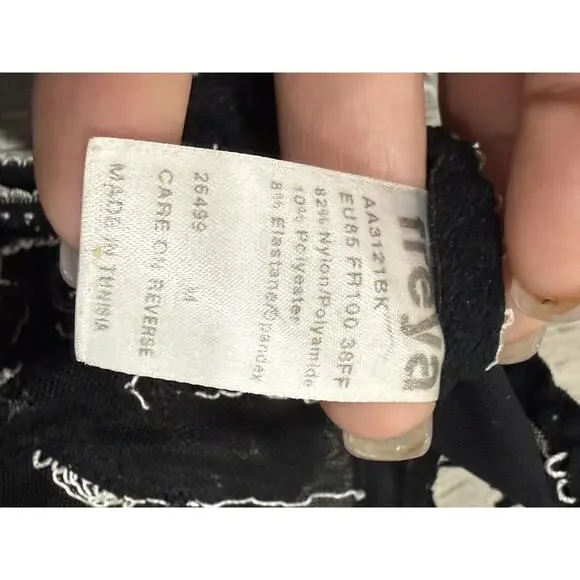 freya
AA3121BK
EU85 FR100 38FF
82% Nylon/Polyamide
10% Polyester
8% Elastane/Spandex
M
26499
CARE ON REVERSE
MADE IN TUNISIA